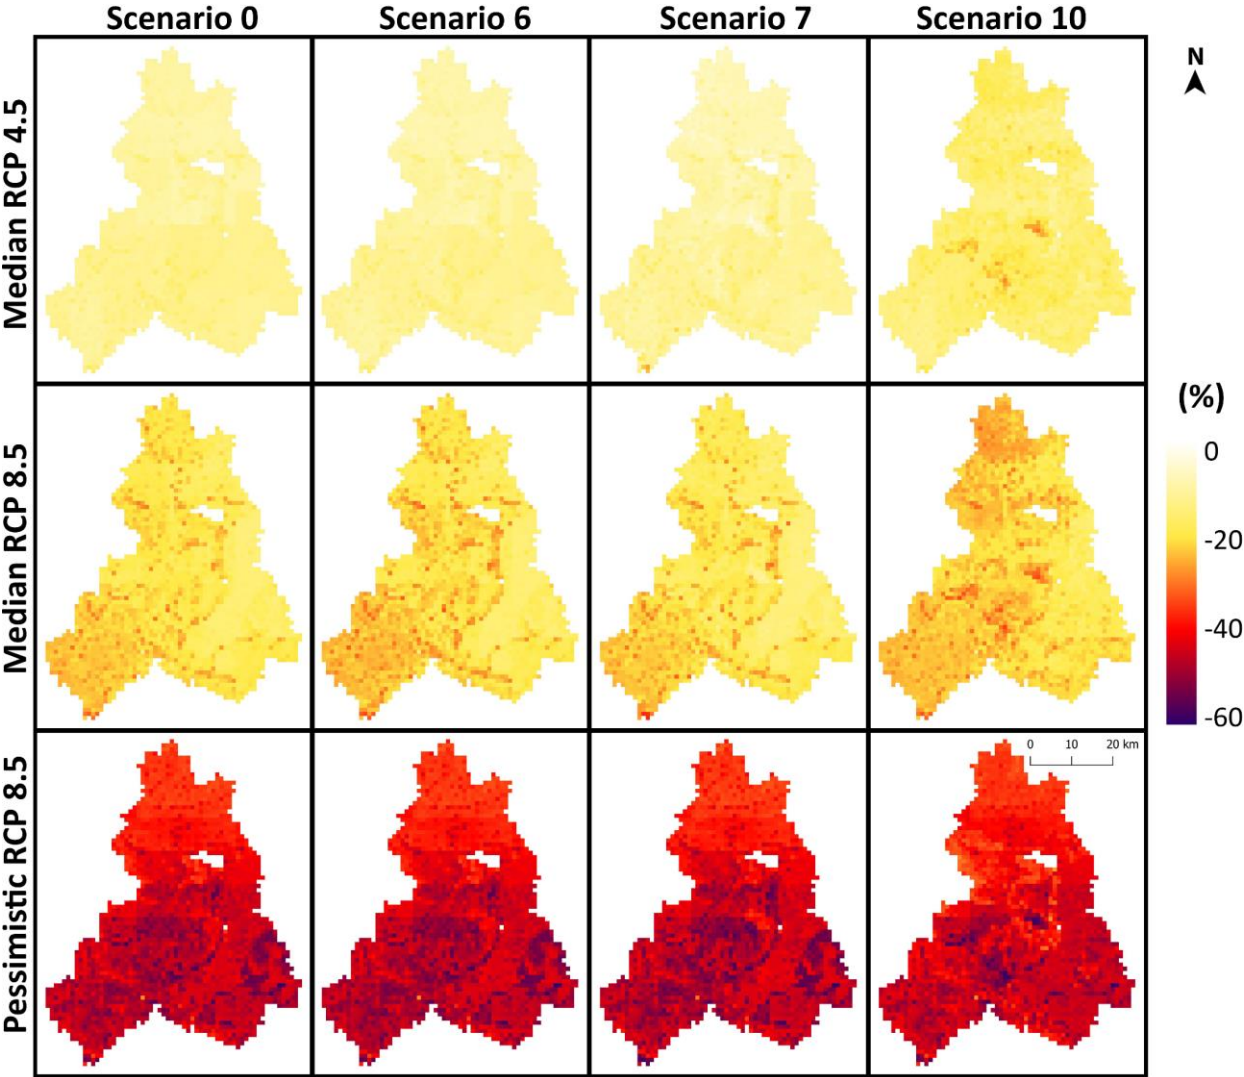 Scenario 0 Scenario 6 Scenario 7 Scenario 10
N
Median RCP 4.5
(%)
0
-20
-40
-60
Median RCP 8.5
0 10 20 km
Pessimistic RCP 8.5